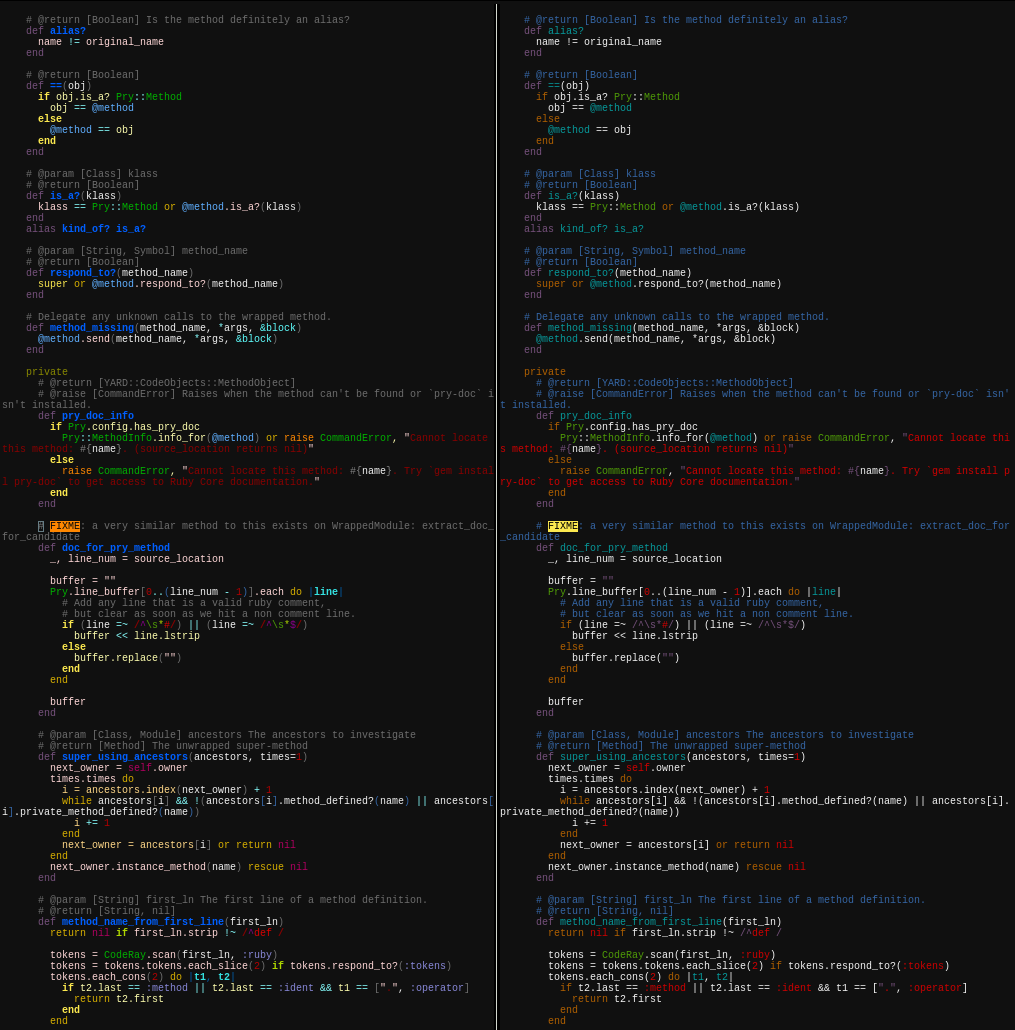 # @return [Boolean] Is the method definitely an alias?
def alias?
name != original_name
end
# @return [Boolean]
def ==(obj)
if obj.is_a? Pry::Method
obj == @method
else
@method == obj
end
end
# @param [Class] klass
# @return [Boolean]
def is_a?(klass)
klass == Pry::Method or @method.is_a?(klass)
end
alias kind_of? is_a?
# @param [String, Symbol] method_name
# @return [Boolean]
def respond_to?(method_name)
super or @method.respond_to?(method_name)
end
# Delegate any unknown calls to the wrapped method.
def method_missing(method_name, *args, &block)
@method.send(method_name, *args, &block)
end
private
# @return [YARD::CodeObjects::MethodObject]
# @raise [CommandError] Raises when the method can't be found or `pry-doc` i
sn't installed.
def pry_doc_info
if Pry.config.has_pry_doc
Pry::MethodInfo.info_for(@method) or raise CommandError, "Cannot locate
this method: #{name}. (source_location returns nil)"
else
raise CommandError, "Cannot locate this method: #{name}. Try `gem instal
l pry-doc` to get access to Ruby Core documentation."
end
end
# FIXME: a very similar method to this exists on WrappedModule: extract_doc_
for_candidate
def doc_for_pry_method
_, line_num = source_location
buffer = ""
Pry.line_buffer[0..(line_num - 1)].each do |line|
# Add any line that is a valid ruby comment,
# but clear as soon as we hit a non comment line.
if (line =~ /^\s*#/) || (line =~ /^\s*$/)
buffer << line.lstrip
else
buffer.replace("")
end
end
buffer
end
# @param [Class, Module] ancestors The ancestors to investigate
# @return [Method] The unwrapped super-method
def super_using_ancestors(ancestors, times=1)
next_owner = self.owner
times.times do
i = ancestors.index(next_owner) + 1
while ancestors[i] && !(ancestors[i].method_defined?(name) || ancestors[
i].private_method_defined?(name))
i += 1
end
next_owner = ancestors[i] or return nil
end
next_owner.instance_method(name) rescue nil
end
# @param [String] first_ln The first line of a method definition.
# @return [String, nil]
def method_name_from_first_line(first_ln)
return nil if first_ln.strip !~ /^def /
tokens = CodeRay.scan(first_ln, :ruby)
tokens = tokens.tokens.each_slice(2) if tokens.respond_to?(:tokens)
tokens.each_cons(2) do |t1, t2|
if t2.last == :method || t2.last == :ident && t1 == [".", :operator]
return t2.first
end
end
# @return [Boolean] Is the method definitely an alias?
def alias?
name != original_name
end
# @return [Boolean]
def ==(obj)
if obj.is_a? Pry::Method
obj == @method
else
@method == obj
end
end
# @param [Class] klass
# @return [Boolean]
def is_a?(klass)
klass == Pry::Method or @method.is_a?(klass)
end
alias kind_of? is_a?
# @param [String, Symbol] method_name
# @return [Boolean]
def respond_to?(method_name)
super or @method.respond_to?(method_name)
end
# Delegate any unknown calls to the wrapped method.
def method_missing(method_name, *args, &block)
@method.send(method_name, *args, &block)
end
private
# @return [YARD::CodeObjects::MethodObject]
# @raise [CommandError] Raises when the method can't be found or `pry-doc` isn'
t installed.
def pry_doc_info
if Pry.config.has_pry_doc
Pry::MethodInfo.info_for(@method) or raise CommandError, "Cannot locate thi
s method: #{name}. (source_location returns nil)"
else
raise CommandError, "Cannot locate this method: #{name}. Try `gem install p
ry-doc` to get access to Ruby Core documentation."
end
end
# FIXME: a very similar method to this exists on WrappedModule: extract_doc_for
_candidate
def doc_for_pry_method
_, line_num = source_location
buffer = ""
Pry.line_buffer[0..(line_num - 1)].each do |line|
# Add any line that is a valid ruby comment,
# but clear as soon as we hit a non comment line.
if (line =~ /^\s*#/) || (line =~ /^\s*$/)
buffer << line.lstrip
else
buffer.replace("")
end
end
buffer
end
# @param [Class, Module] ancestors The ancestors to investigate
# @return [Method] The unwrapped super-method
def super_using_ancestors(ancestors, times=1)
next_owner = self.owner
times.times do
i = ancestors.index(next_owner) + 1
while ancestors[i] && !(ancestors[i].method_defined?(name) || ancestors[i].
private_method_defined?(name))
i += 1
end
next_owner = ancestors[i] or return nil
end
next_owner.instance_method(name) rescue nil
end
# @param [String] first_ln The first line of a method definition.
# @return [String, nil]
def method_name_from_first_line(first_ln)
return nil if first_ln.strip !~ /^def /
tokens = CodeRay.scan(first_ln, :ruby)
tokens = tokens.tokens.each_slice(2) if tokens.respond_to?(:tokens)
tokens.each_cons(2) do |t1, t2|
if t2.last == :method || t2.last == :ident && t1 == [".", :operator]
return t2.first
end
end